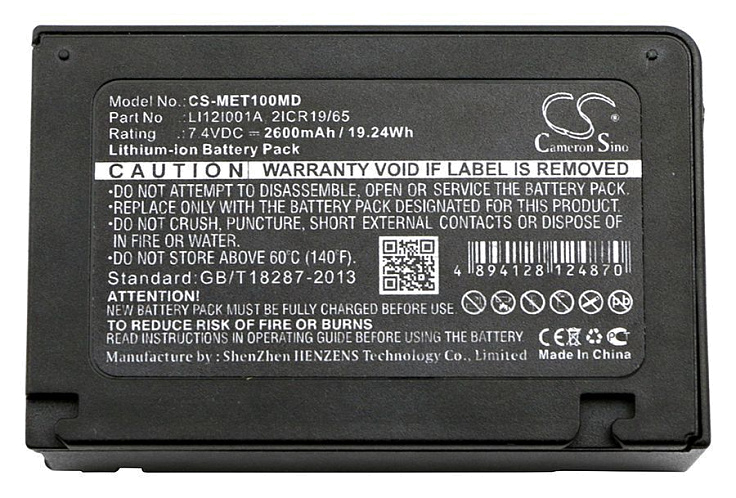 Model No.: CS-MET100MD
Part No :LI12I001A, 2ICR19/65
Rating :7.4VDC ⎓ 2600mAh / 19.24Wh
Lithium-ion Battery Pack
CS
Cameron Sino
CAUTION WARRANTY VOID IF LABEL IS REMOVED
•DO NOT ATTEMPT TO DISASSEMBLE, OPEN OR SERVICE THE BATTERY PACK.
•REPLACE ONLY WITH THE BATTERY PACK DESIGNATED FOR THIS PRODUCT.
•DO NOT CRUSH, PUNCTURE, SHORT EXTERNAL CONTACTS OR DISPOSE OF
IN FIRE OR WATER.
•DO NOT STORE ABOVE 60°C (140°F).
Standard:GB/T18287-2013
4 894128 124870
ATTENTION!
NEW BATTERY PACK MUST BE FULLY CHARGED BEFORE USE.
TO REDUCE RISK OF FIRE OR BURNS
READ INSTRUCTIONS IN OPERATING GUIDE BEFORE USING THE BATTERY
Manufacture by : ShenZhen HENZENS Technology Co., Limited
Pb
CE
Made In China